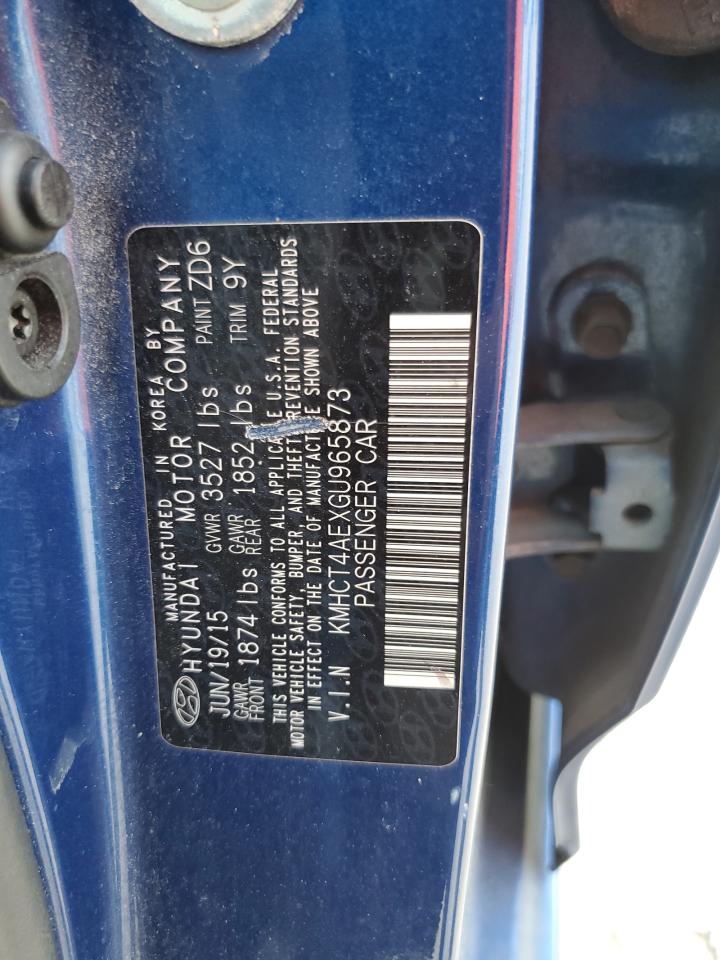 MANUFACTURED IN KOREA BY
HYUNDAI MOTOR COMPANY
JUN/19/15 GVWR 3527 lbs PAINT ZD6
GAWR FRONT 1874 lbs GAWR REAR 1852 lbs TRIM 9Y
THIS VEHICLE CONFORMS TO ALL APPLICA E U.S.A. FEDERAL
MOTOR VEHICLE SAFETY, BUMPER AND THEFT REVENTION STANDARDS
IN EFFECT ON THE DATE OF MANUFACTURE SHOWN ABOVE
V.I.N KMHCT4AEXGU965873
PASSENGER CAR